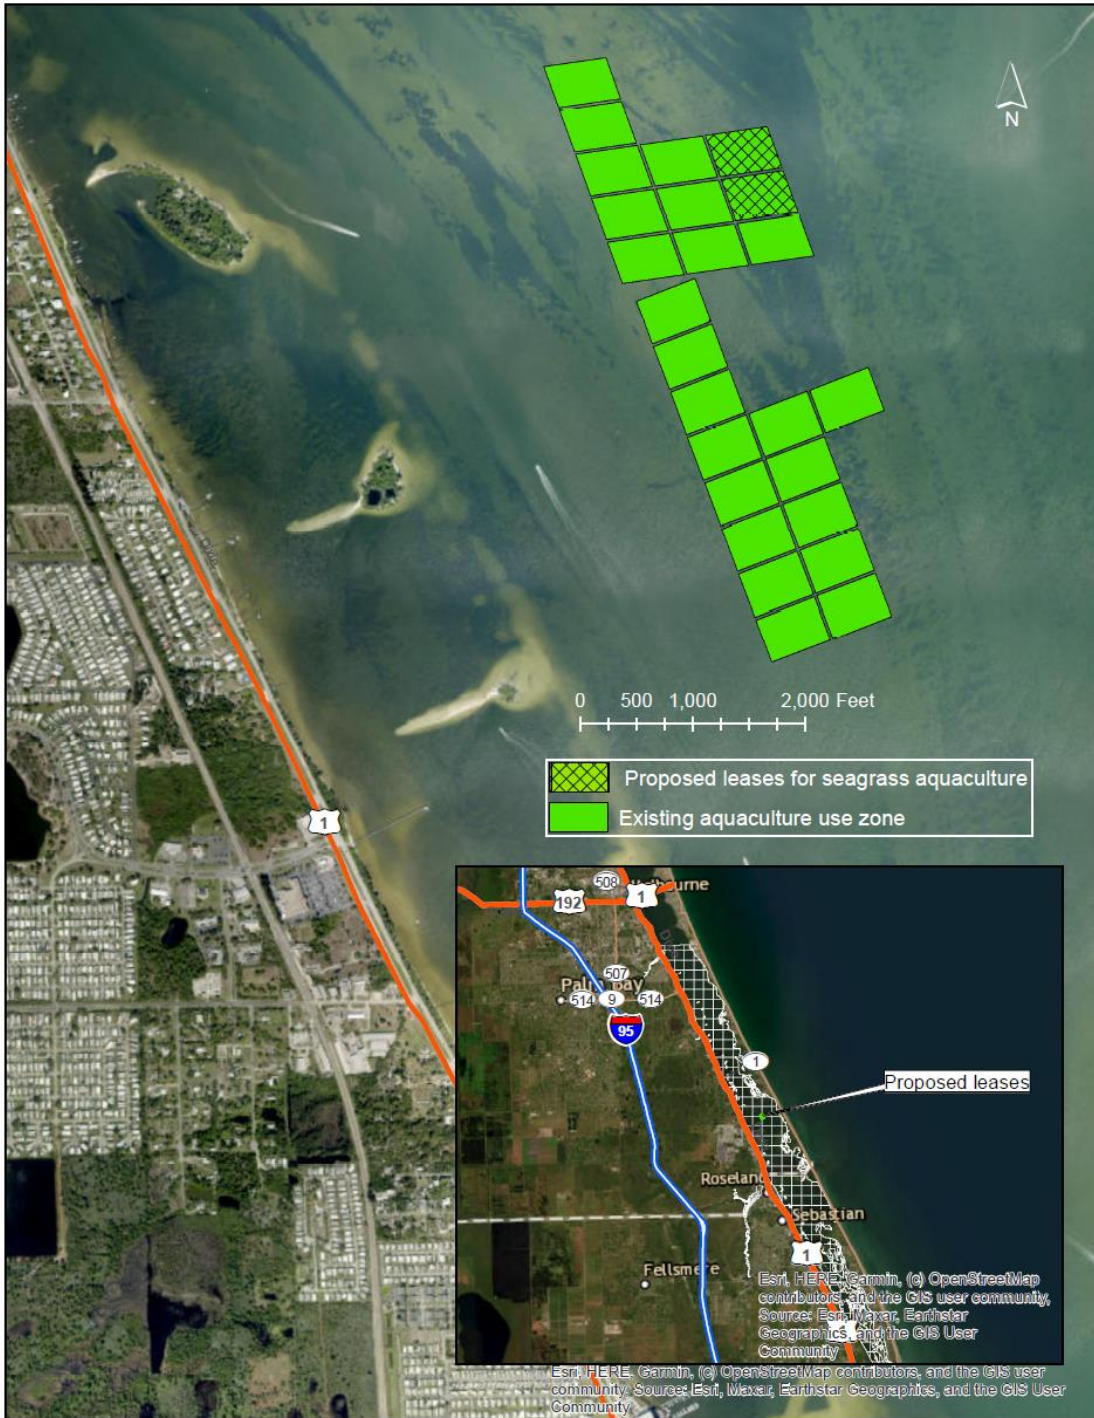 N
0 500 1,000 2,000 Feet
Proposed leases for seagrass aquaculture
Existing aquaculture use zone
1
508
192
1
507
Palm Bay
514
9
514
95
1
Proposed leases
Roseland
Sebastian
1
Fellsmere
Esri, HERE, Garmin, (c) OpenStreetMap
contributors, and the GIS user community,
Source: Esri, Maxar, Earthstar
Geographics, and the GIS User
Community
Esri, HERE, Garmin, (c) OpenStreetMap contributors, and the GIS user
community, Source: Esri, Maxar, Earthstar Geographics, and the GIS User
Community